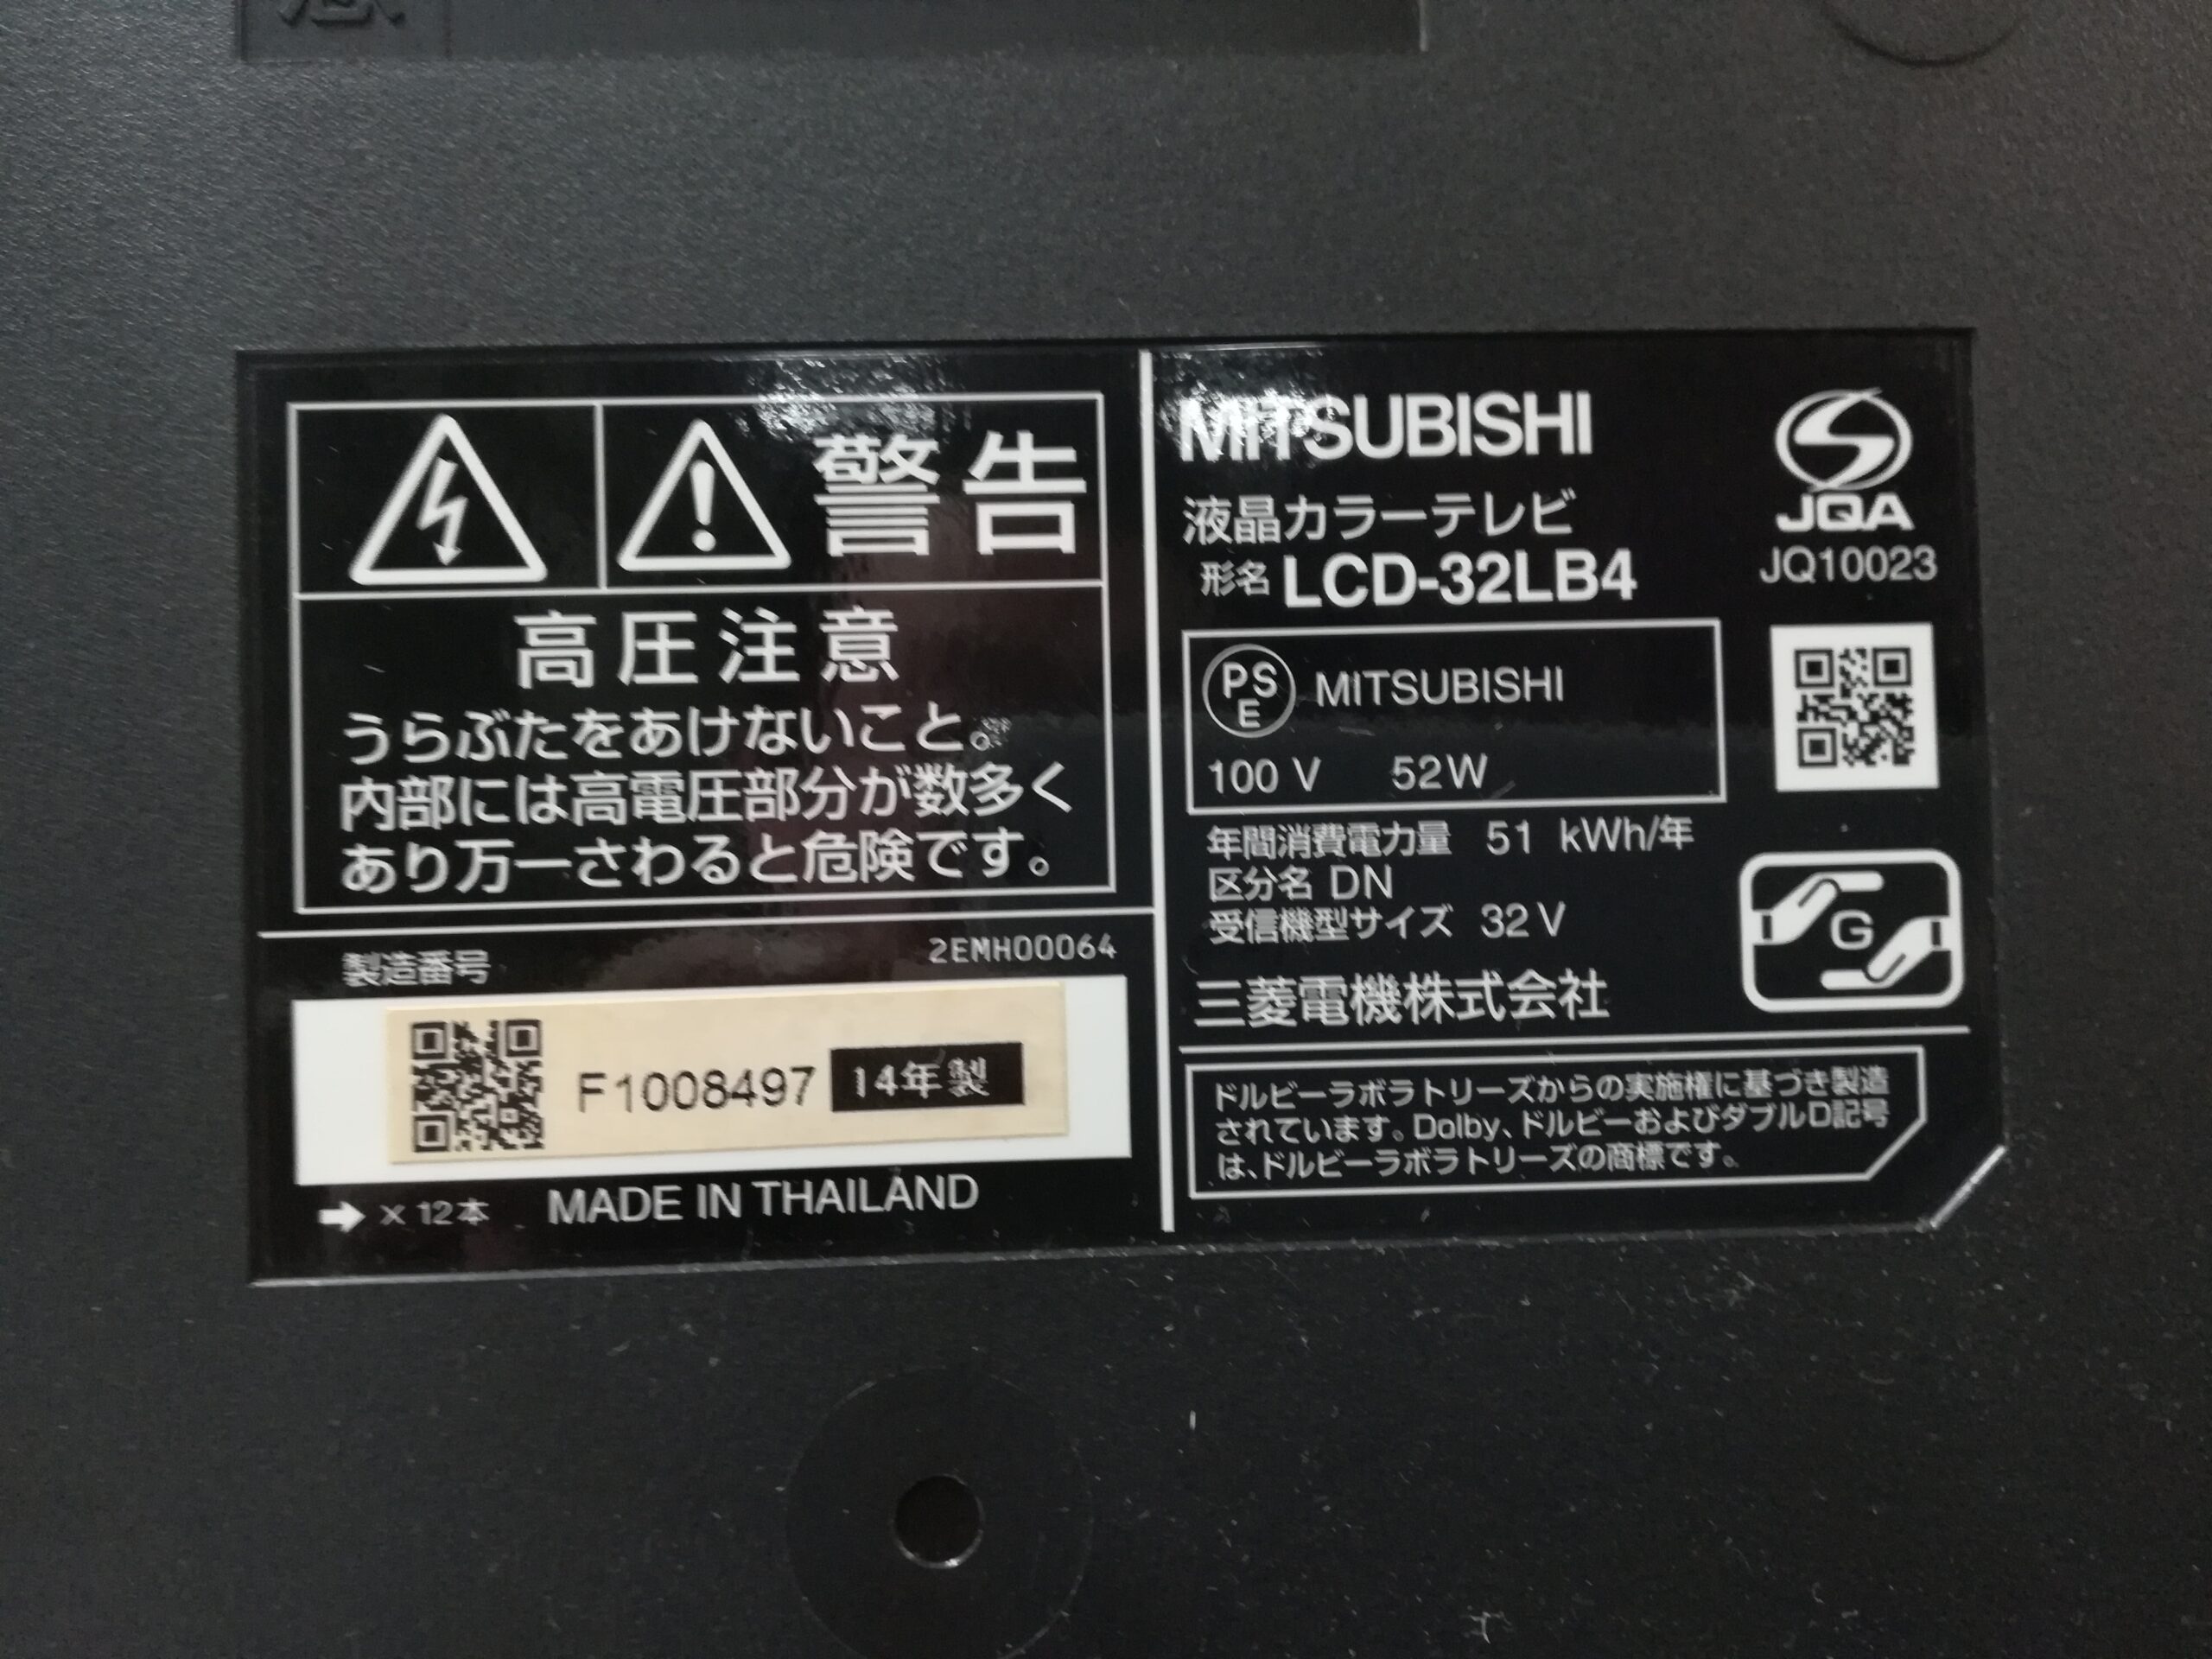 警告
高圧注意
うらぶたをあけないこと。
内部には高電圧部分が数多く
あり万一さわると危険です。
製造番号
2EMH00064
F1008497 14年製
➡ × 12本 MADE IN THAILAND
MITSUBISHI
液晶カラーテレビ
形名 LCD-32LB4
JQA
JQ10023
PSE MITSUBISHI
100 V 52W
年間消費電力量 51 kWh/年
区分名 DN
受信機型サイズ 32V
三菱電機株式会社
G
ドルビーラボラトリーズからの実施権に基づき製造
されています。Dolby、ドルビーおよびダブルD記号
は、ドルビーラボラトリーズの商標です。